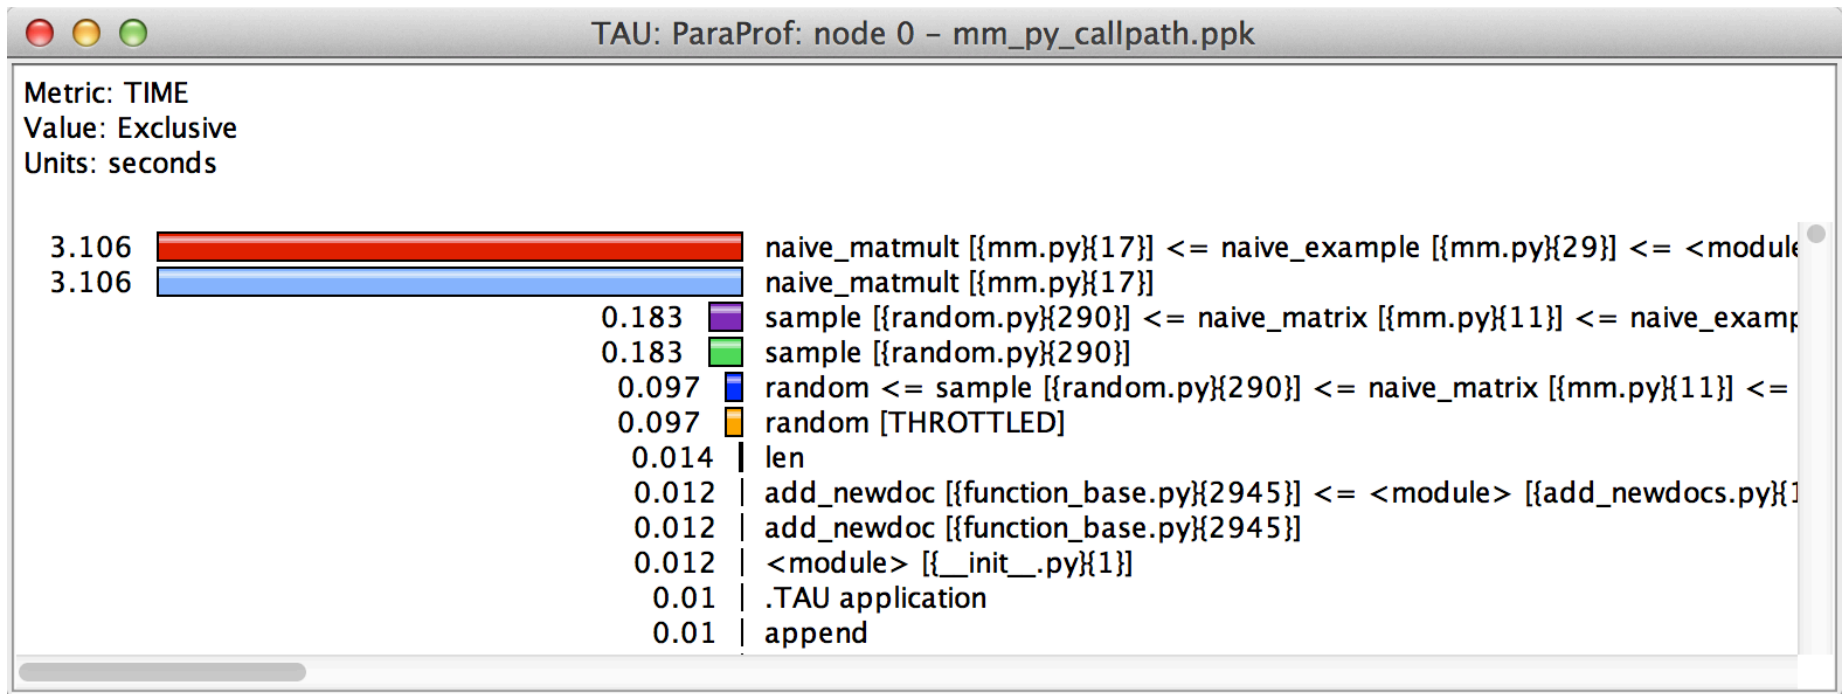 TAU: ParaProf: node 0 – mm_py_callpath.ppk
Metric: TIME
Value: Exclusive
Units: seconds
3.106 naive_matmult [{mm.py}{17}] <= naive_example [{mm.py}{29}] <= <module
3.106 naive_matmult [{mm.py}{17}]
0.183 sample [{random.py}{290}] <= naive_matrix [{mm.py}{11}] <= naive_examp
0.183 sample [{random.py}{290}]
0.097 random <= sample [{random.py}{290}] <= naive_matrix [{mm.py}{11}] <=
0.097 random [THROTTLED]
0.014 len
0.012 add_newdoc [{function_base.py}{2945}] <= <module> [{add_newdocs.py}{1
0.012 add_newdoc [{function_base.py}{2945}]
0.012 <module> [{__init__.py}{1}]
0.01 .TAU application
0.01 append